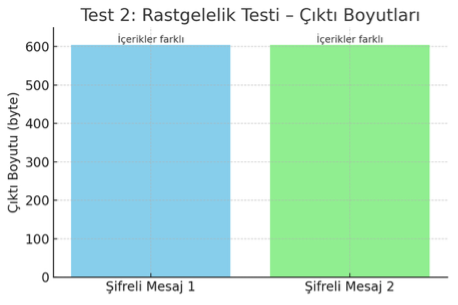 Test 2: Rastgelelik Testi – Çıktı Boyutları
İçerikler farklı
İçerikler farklı
600
500
400
300
200
100
0
Çıktı Boyutu (byte)
Şifreli Mesaj 1
Şifreli Mesaj 2